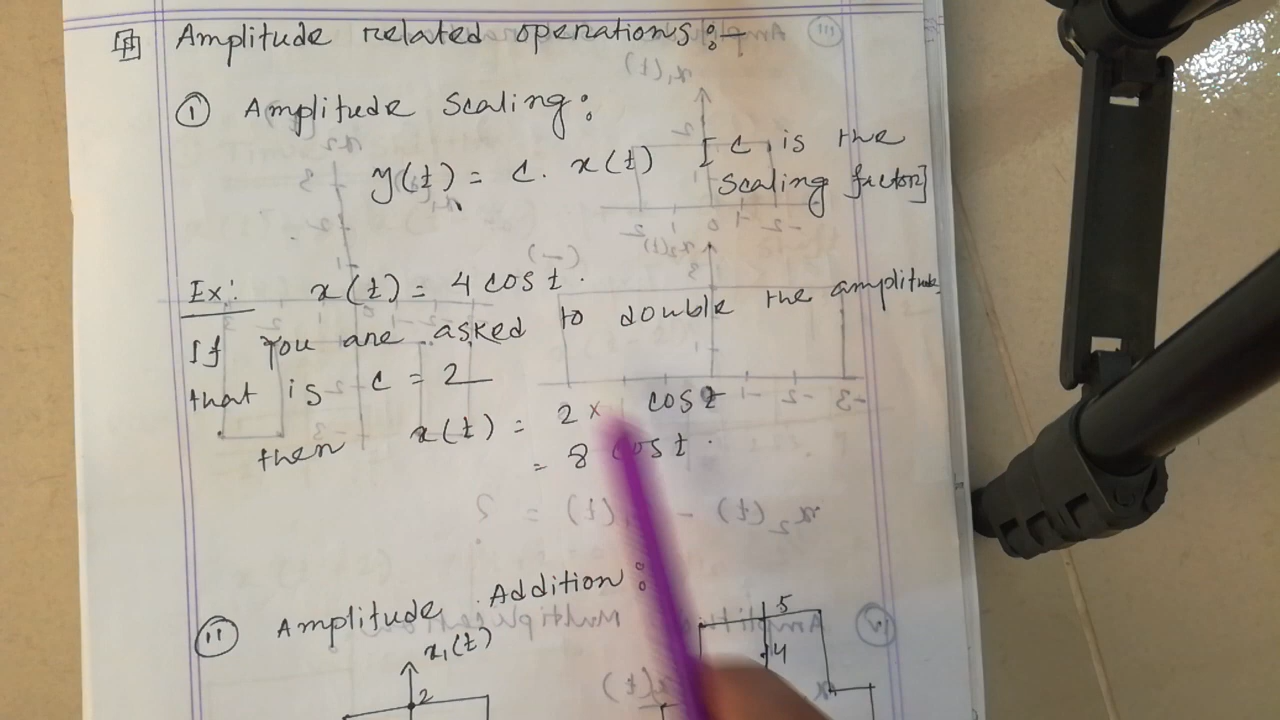 Amplitude related operations :-
① Amplitude Scaling :
y(t) = c. x(t) [ c is the
scaling factor]
Ex: x(t) = 4 cos t.
If you are asked to double the amplitude
that is c = 2
then x(t) = 2 × cos t
= 8 cos t.
ⅱ Amplitude Addition :
x₁(t)
2
5
4